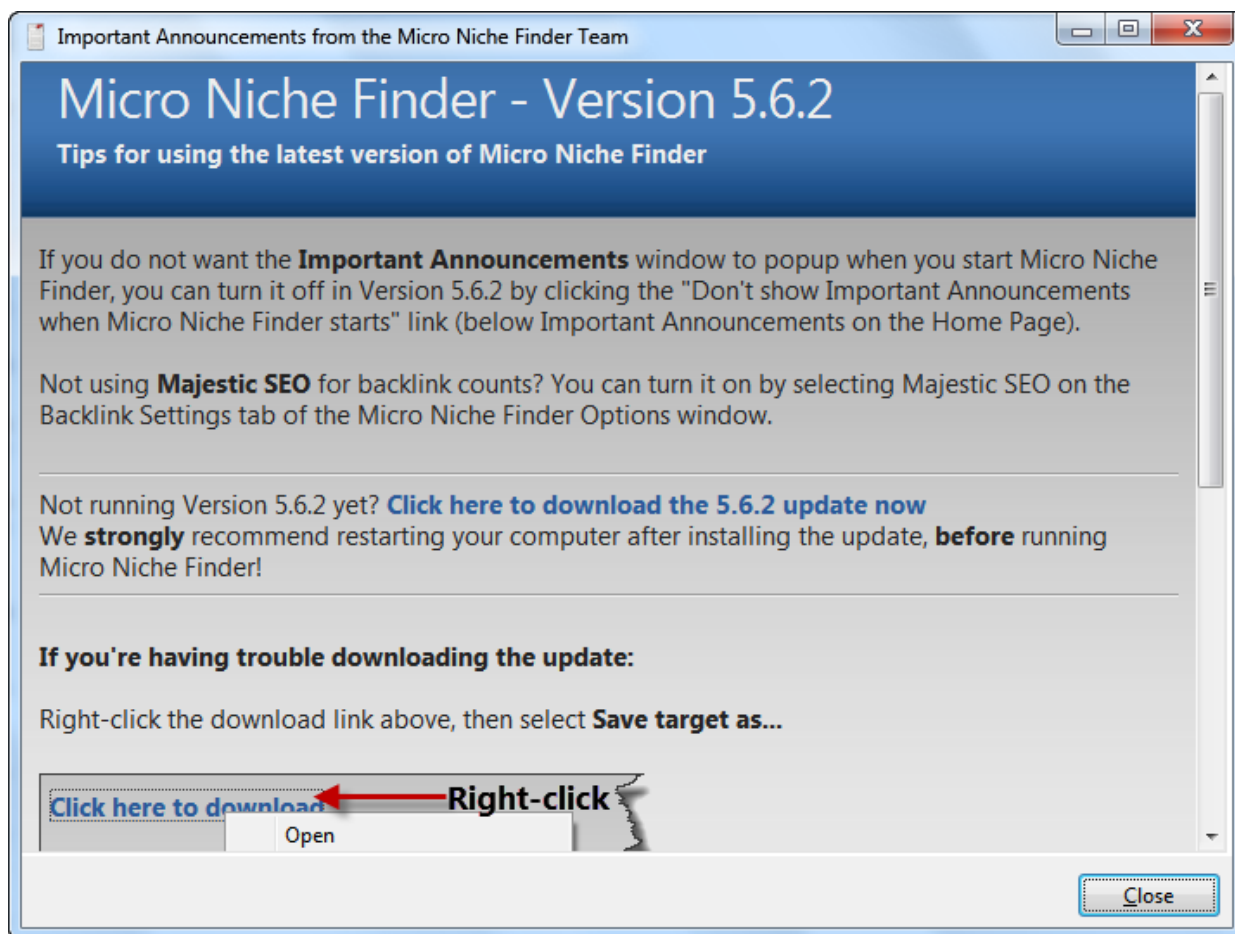 Important Announcements from the Micro Niche Finder Team
Micro Niche Finder - Version 5.6.2
Tips for using the latest version of Micro Niche Finder
If you do not want the Important Announcements window to popup when you start Micro Niche
Finder, you can turn it off in Version 5.6.2 by clicking the "Don't show Important Announcements
when Micro Niche Finder starts" link (below Important Announcements on the Home Page).
Not using Majestic SEO for backlink counts? You can turn it on by selecting Majestic SEO on the
Backlink Settings tab of the Micro Niche Finder Options window.
Not running Version 5.6.2 yet? Click here to download the 5.6.2 update now
We strongly recommend restarting your computer after installing the update, before running
Micro Niche Finder!
If you're having trouble downloading the update:
Right-click the download link above, then select Save target as...
Click here to download
Right-click
Open
Close